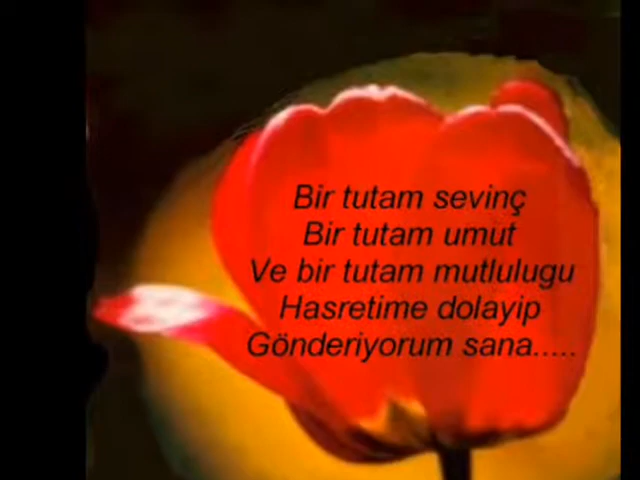 Bir tutam sevinç
Bir tutam umut
Ve bir tutam mutlulugu
Hasretime dolayip
Gönderiyorum sana.....